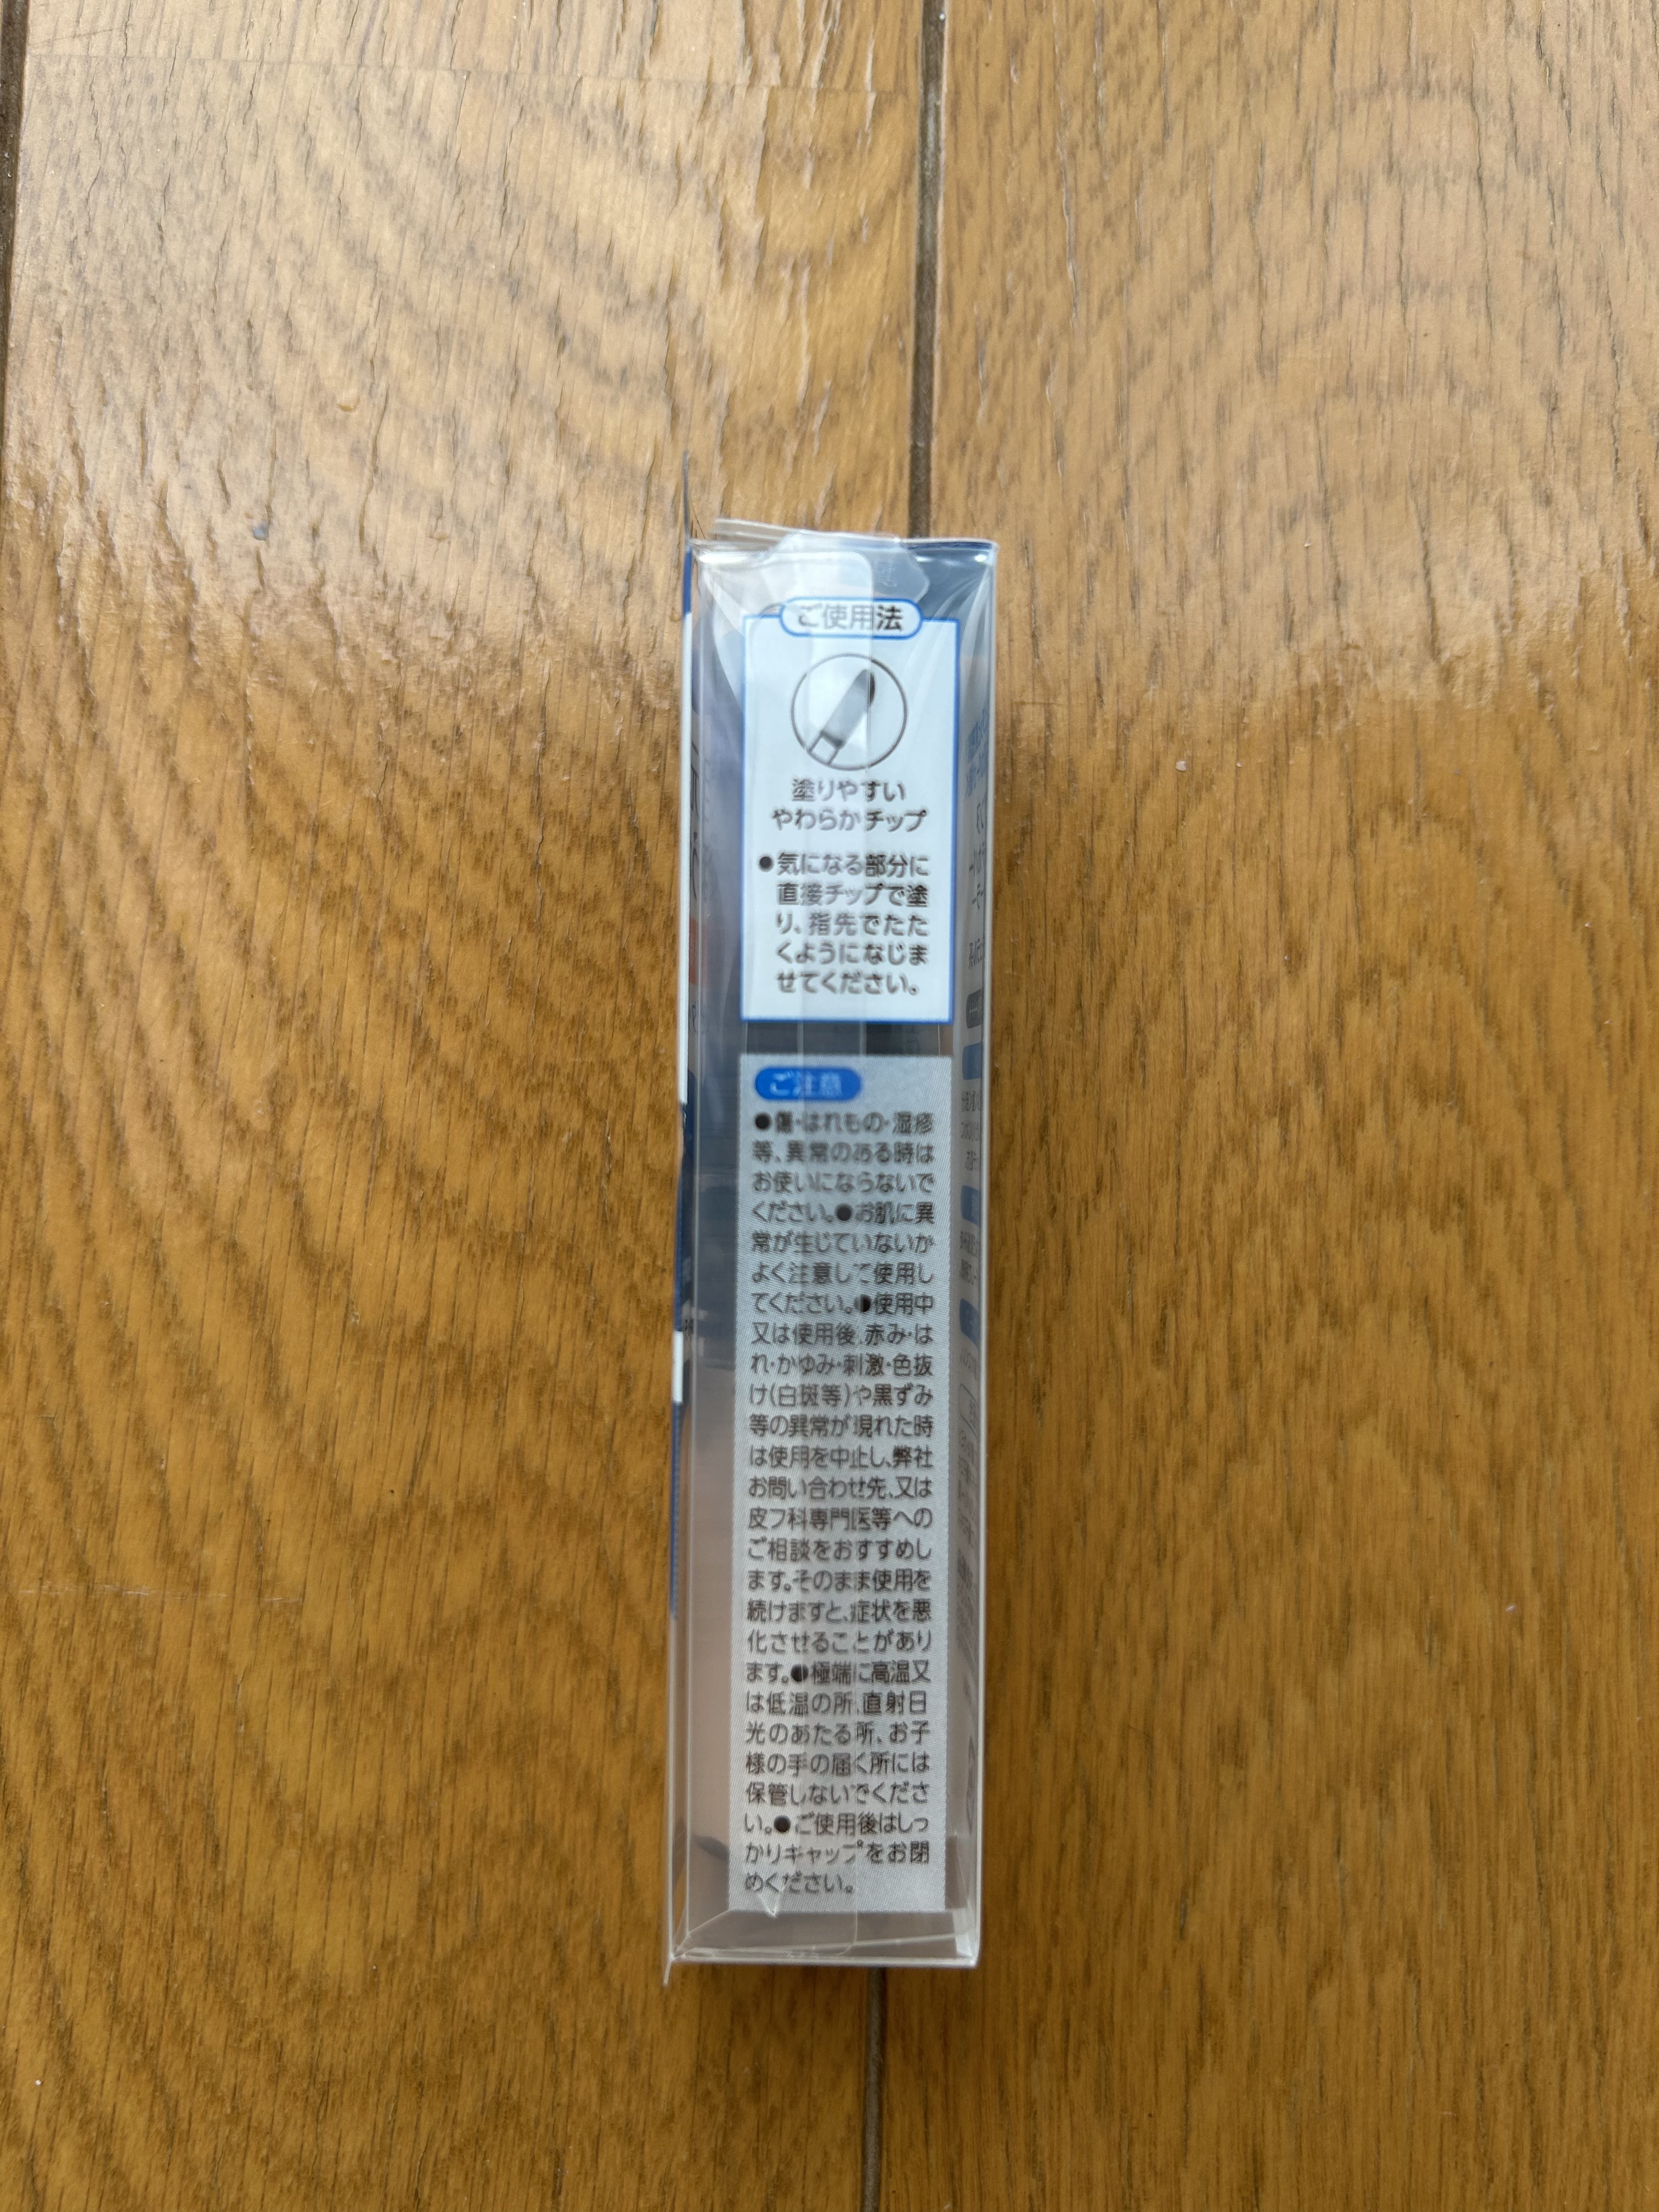 ご使用法
塗りやすい
やわらかチップ
●気になる部分に
直接チップで塗
り、指先でたた
くようになじま
せてください。
ご注意
●傷・はれもの・湿疹
等、異常のある時は
お使いにならないで
ください。●お肌に異
常が生じていないか
よく注意して使用し
てください。●使用中
又は使用後、赤み・は
れ・かゆみ・刺激・色抜
け(白斑等)や黒ずみ
等の異常が現れた時
は使用を中止し、弊社
お問い合わせ先、又は
皮フ科専門医等への
ご相談をおすすめし
ます。そのまま使用を
続けますと、症状を悪
化させることがあり
ます。●極端に高温又
は低温の所、直射日
光のあたる所、お子
様の手の届く所には
保管しないでくださ
い。●ご使用後はしっ
かりキャップをお閉
めください。